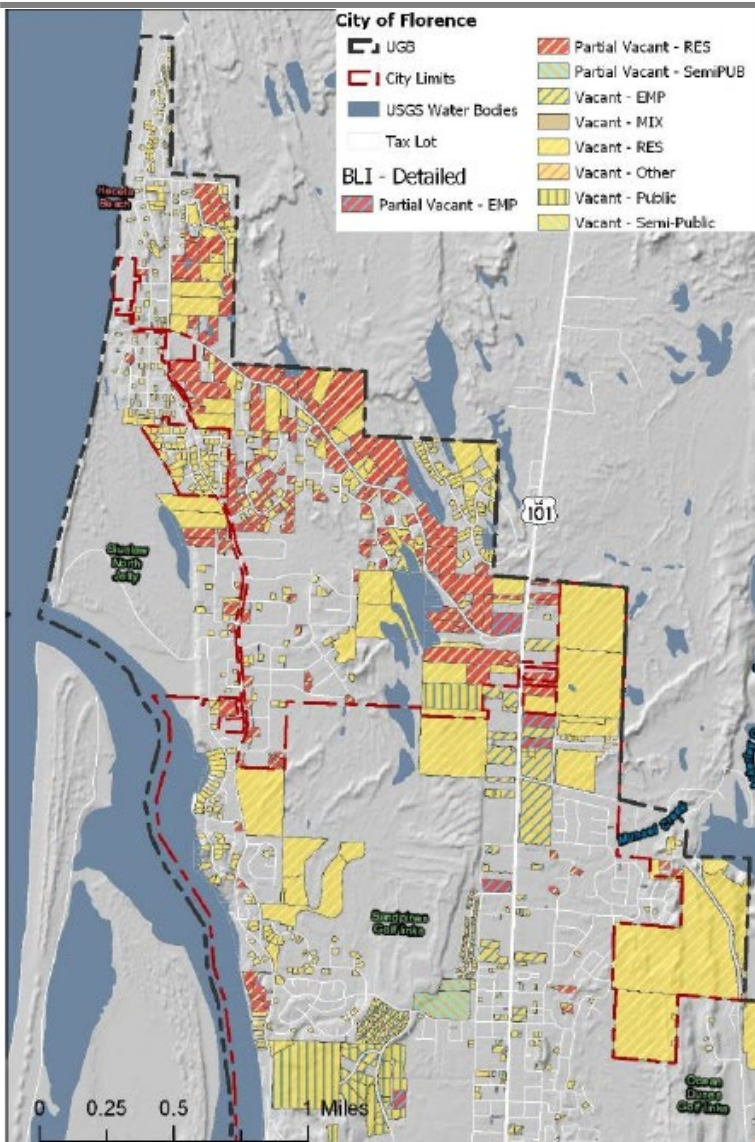 City of Florence
UGB
City Limits
USGS Water Bodies
Tax Lot
BLI - Detailed
Partial Vacant - EMP
Partial Vacant - RES
Partial Vacant - SemiPUB
Vacant - EMP
Vacant - MIX
Vacant - RES
Vacant - Other
Vacant - Public
Vacant - Semi-Public
Heceta
Beach
101
Siuslaw
North
Jetty
Munsel Creek
Sandpines
Golf links
Ocean
Dunes
Golf links
0 0.25 0.5 1 Miles